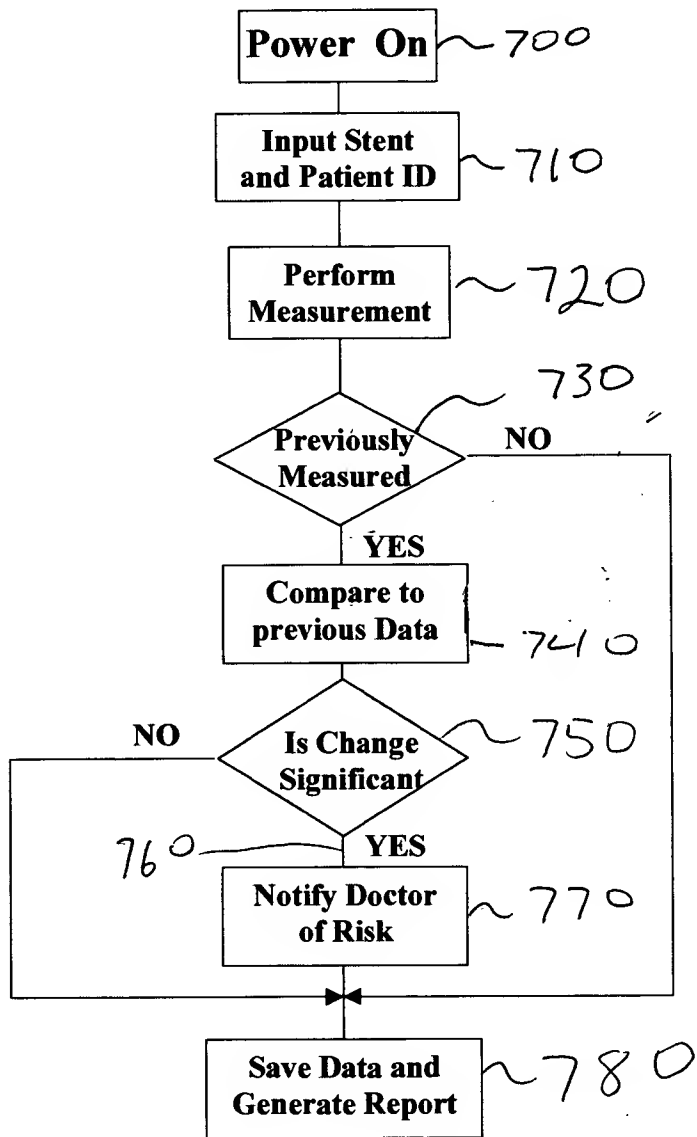 Power On 700
Input Stent
and Patient ID 710
Perform
Measurement 720
730
Previously
Measured
NO
YES
Compare to
previous Data 740
NO
Is Change
Significant 750
760
YES
Notify Doctor
of Risk 770
Save Data and
Generate Report 780